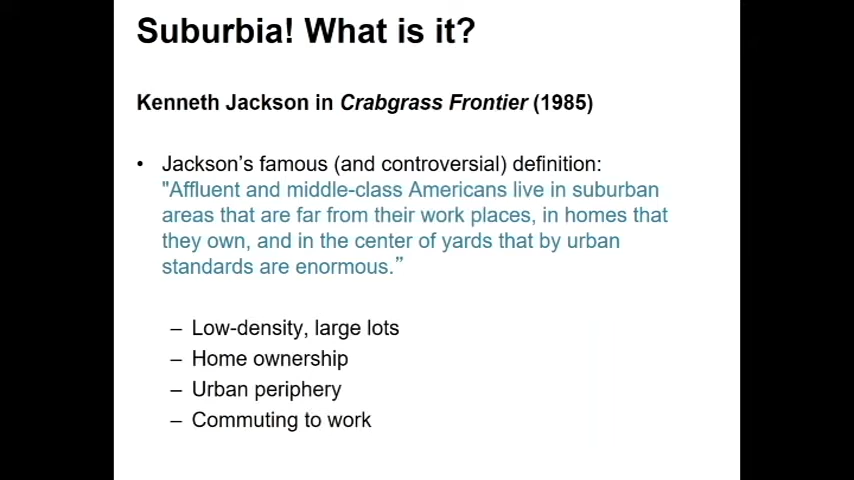 Suburbia! What is it?
Kenneth Jackson in Crabgrass Frontier (1985)
• Jackson’s famous (and controversial) definition:
"Affluent and middle-class Americans live in suburban
areas that are far from their work places, in homes that
they own, and in the center of yards that by urban
standards are enormous.”
– Low-density, large lots
– Home ownership
– Urban periphery
– Commuting to work